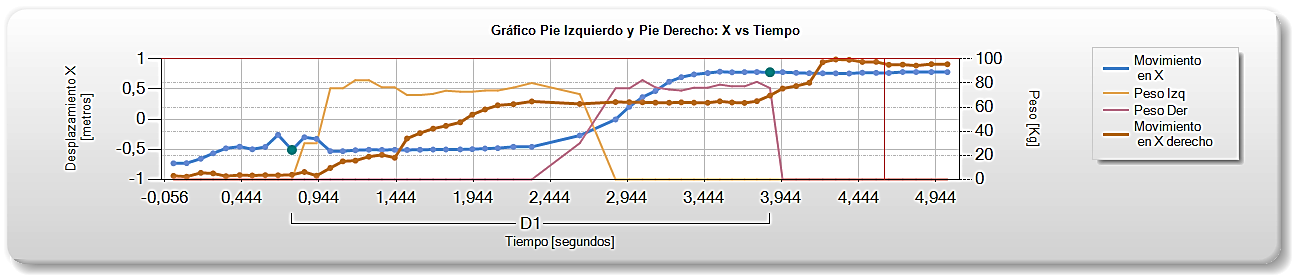 Gráfico Pie Izquierdo y Pie Derecho: X vs Tiempo
Desplazamiento X
[metros]
1
0,5
0
-0,5
-1
100
80
60
40
20
0
Peso [Kg]
-0,056 0,444 0,944 1,444 1,944 2,444 2,944 3,444 3,944 4,444 4,944
D1
Tiempo [segundos]
Movimiento
en X
Peso Izq
Peso Der
Movimiento
en X derecho